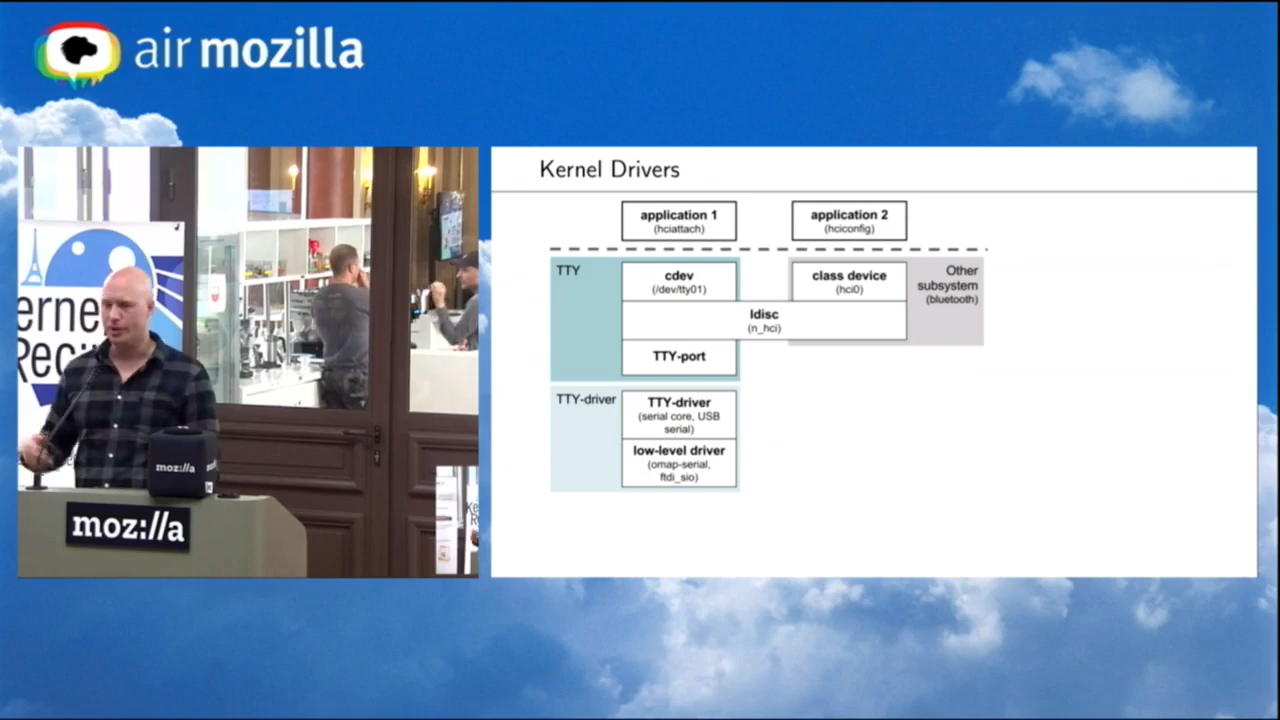 air mozilla
Kernel Drivers
application 1
(hciattach)
application 2
(hciconfig)
TTY
cdev
(/dev/tty01)
class device
(hci0)
Other
subsystem
(bluetooth)
ldisc
(n_hci)
TTY-port
TTY-driver
TTY-driver
(serial core, USB
serial)
low-level driver
(omap-serial,
ftdi_sio)
moz://a
moz://a